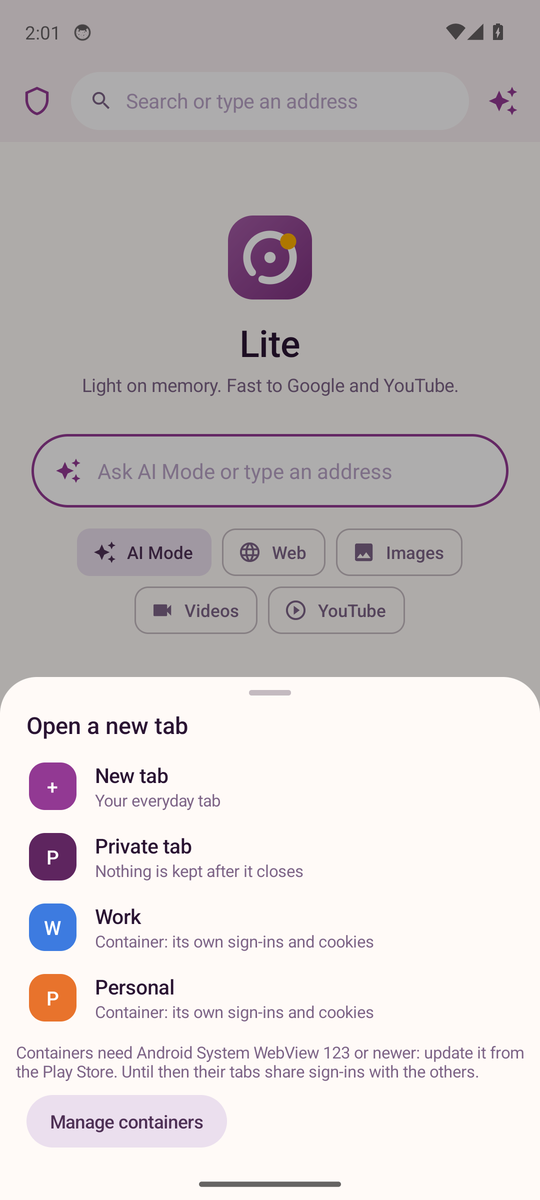 2:01
Search or type an address
Lite
Light on memory. Fast to Google and YouTube.
Ask AI Mode or type an address
AI Mode
Web
Images
Videos
YouTube
Open a new tab
+
New tab
Your everyday tab
P
Private tab
Nothing is kept after it closes
W
Work
Container: its own sign-ins and cookies
P
Personal
Container: its own sign-ins and cookies
Containers need Android System WebView 123 or newer: update it from
the Play Store. Until then their tabs share sign-ins with the others.
Manage containers